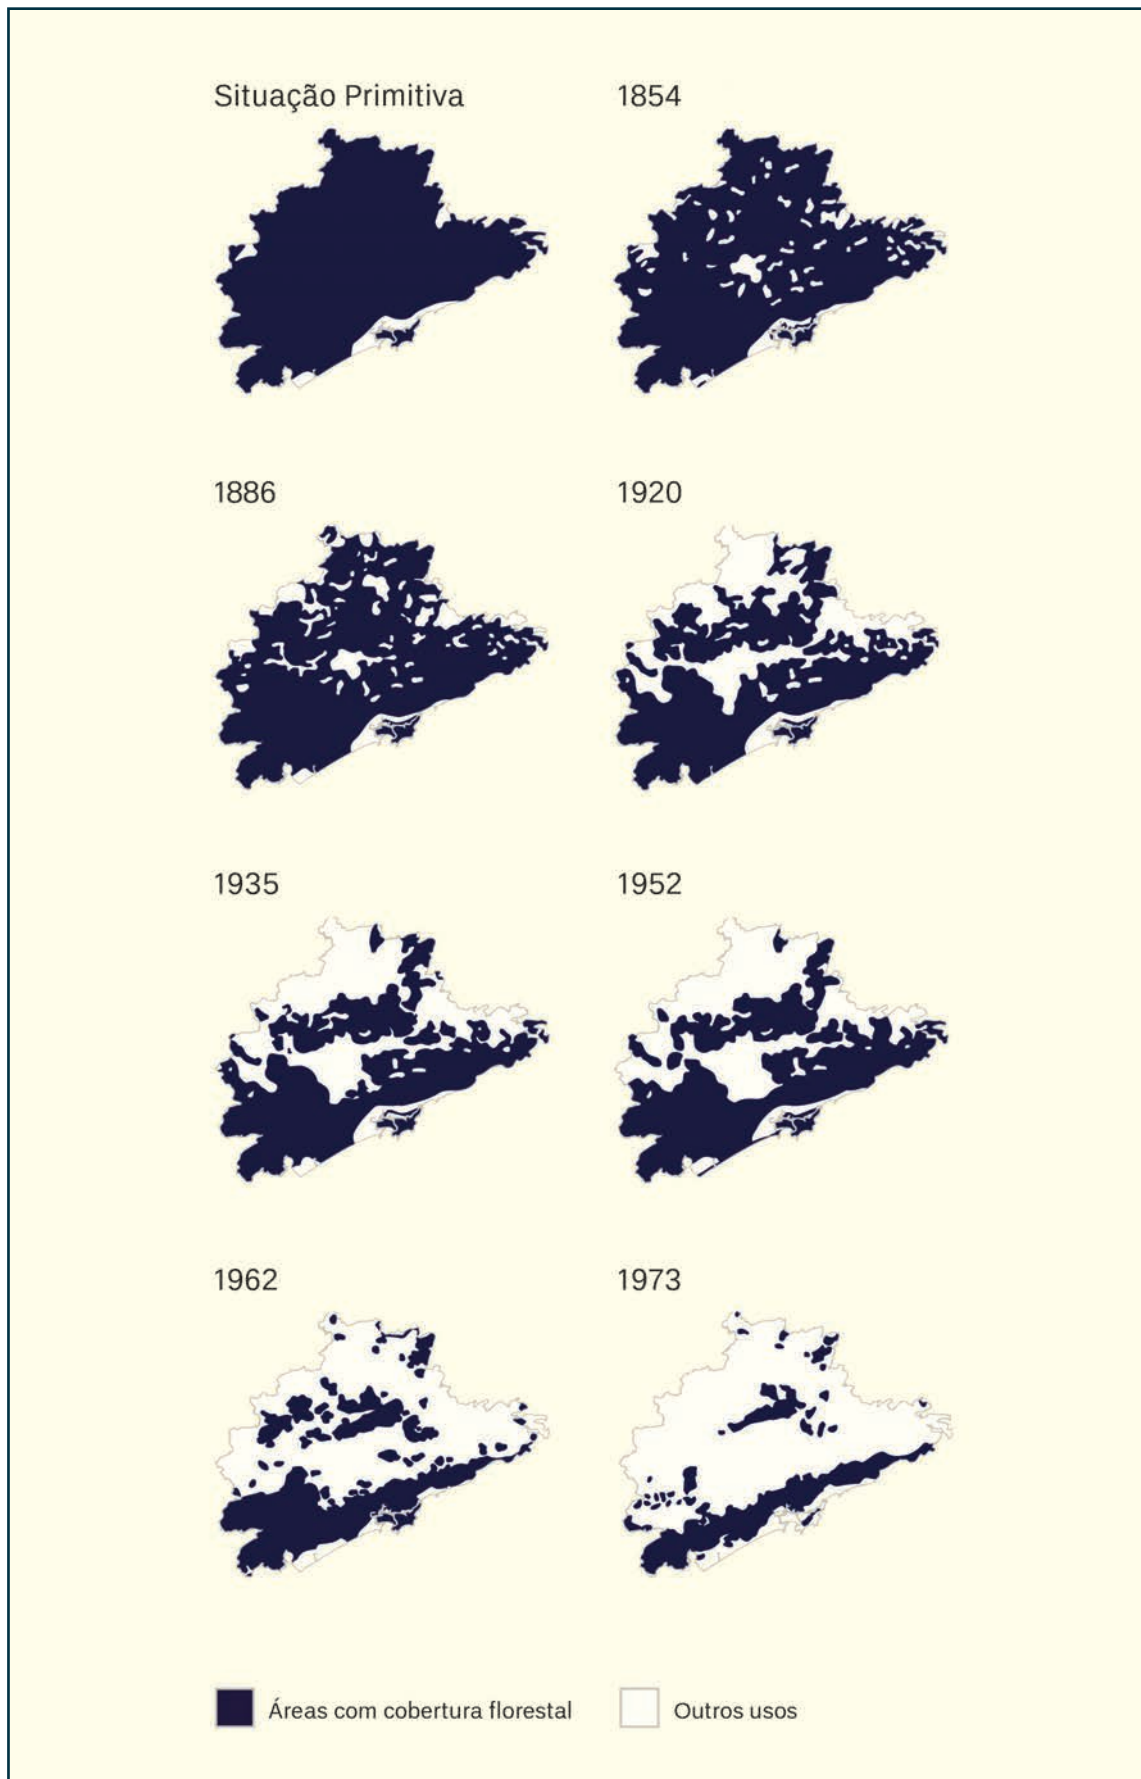 Situação Primitiva
1854
1886
1920
1935
1952
1962
1973
Áreas com cobertura florestal
Outros usos